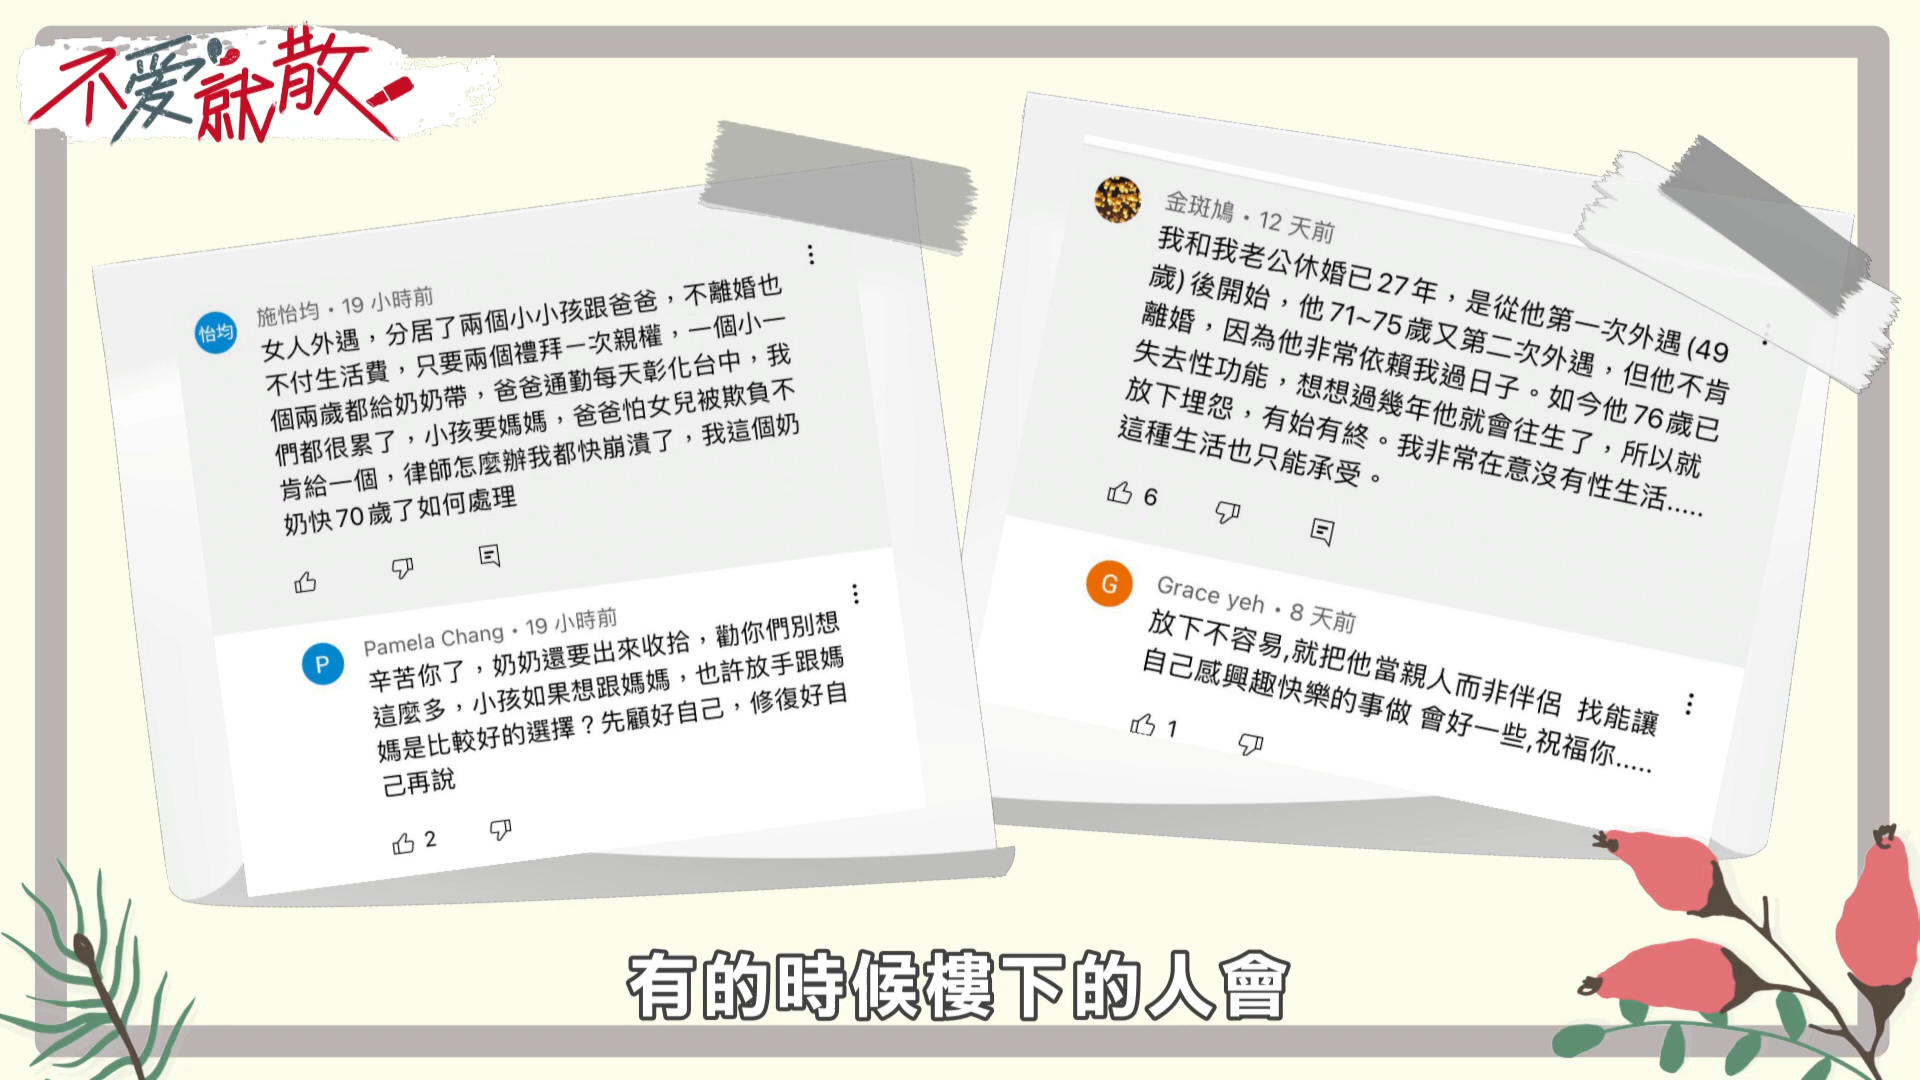 不愛就散
怡均
施怡均・19 小時前
女人外遇，分居了兩個小小孩跟爸爸，不離婚也
不付生活費，只要兩個禮拜一次親權，一個小一
個兩歲都給奶奶帶，爸爸通勤每天彰化台中，我
們都很累了，小孩要媽媽，爸爸怕女兒被欺負不
肯給一個，律師怎麼辦我都快崩潰了，我這個奶
奶快70歲了如何處理
P
Pamela Chang・19 小時前
辛苦你了，奶奶還要出來收拾，勸你們別想
這麼多，小孩如果想跟媽媽，也許放手跟媽
媽是比較好的選擇？先顧好自己，修復好自
己再說
2
金斑鳩・12 天前
我和我老公休婚已27年，是從他第一次外遇(49
歲)後開始，他71~75歲又第二次外遇，但他不肯
離婚，因為他非常依賴我過日子。如今他76歲已
失去性功能，想想過幾年他就會往生了，所以就
放下埋怨，有始有終。我非常在意沒有性生活.....
這種生活也只能承受。
6
G
Grace yeh・8 天前
放下不容易,就把他當親人而非伴侶 找能讓
自己感興趣快樂的事做 會好一些,祝福你.....
1
有的時候樓下的人會